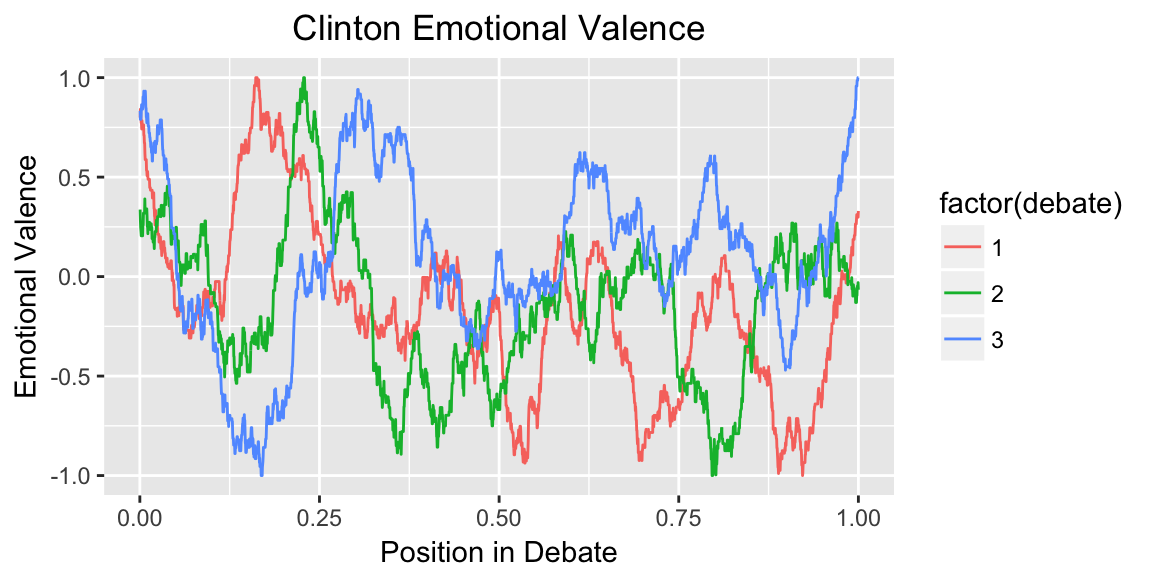 Clinton Emotional Valence
Emotional Valence
1.0
0.5
0.0
-0.5
-1.0
0.00 0.25 0.50 0.75 1.00
Position in Debate
factor(debate)
1
2
3